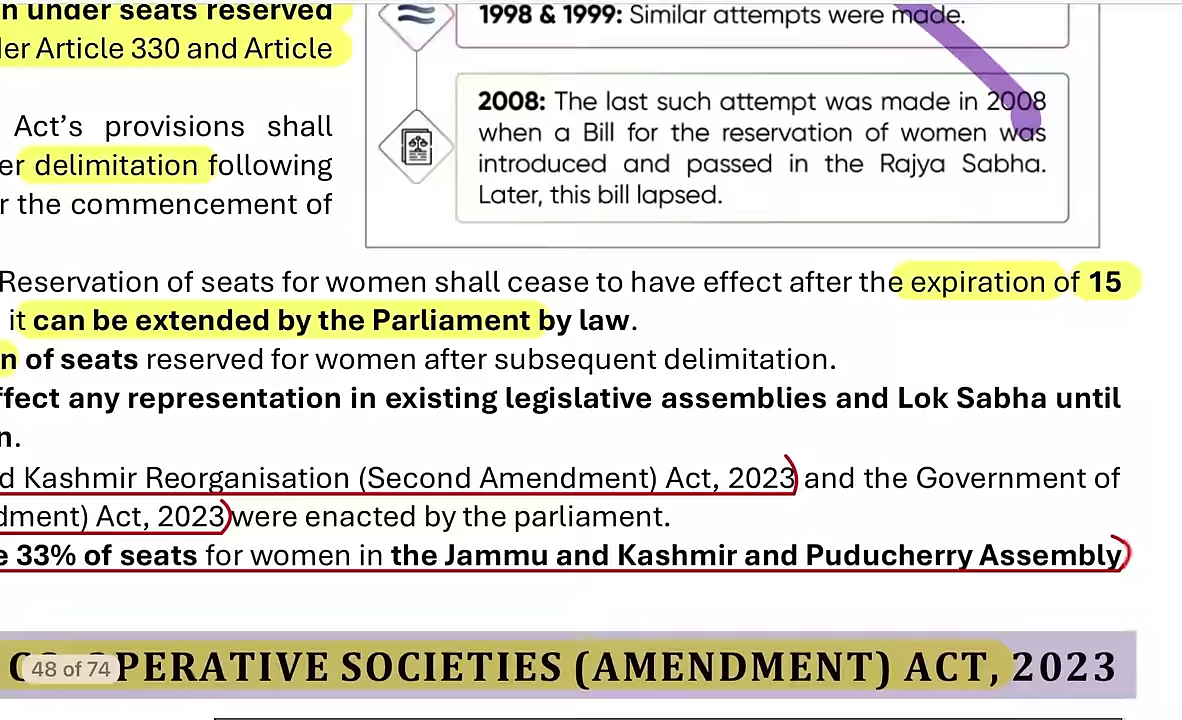 n under seats reserved
ler Article 330 and Article
Act's provisions shall
er delimitation following
r the commencement of
1998 & 1999: Similar attempts were made.
2008: The last such attempt was made in 2008
when a Bill for the reservation of women was
introduced and passed in the Rajya Sabha.
Later, this bill lapsed.
Reservation of seats for women shall cease to have effect after the expiration of 15
it can be extended by the Parliament by law.
n of seats reserved for women after subsequent delimitation.
ffect any representation in existing legislative assemblies and Lok Sabha until
n.
d Kashmir Reorganisation (Second Amendment) Act, 2023 and the Government of
dment) Act, 2023 were enacted by the parliament.
e 33% of seats for women in the Jammu and Kashmir and Puducherry Assembly
48 of 74
PERATIVE SOCIETIES (AMENDMENT) ACT, 2023